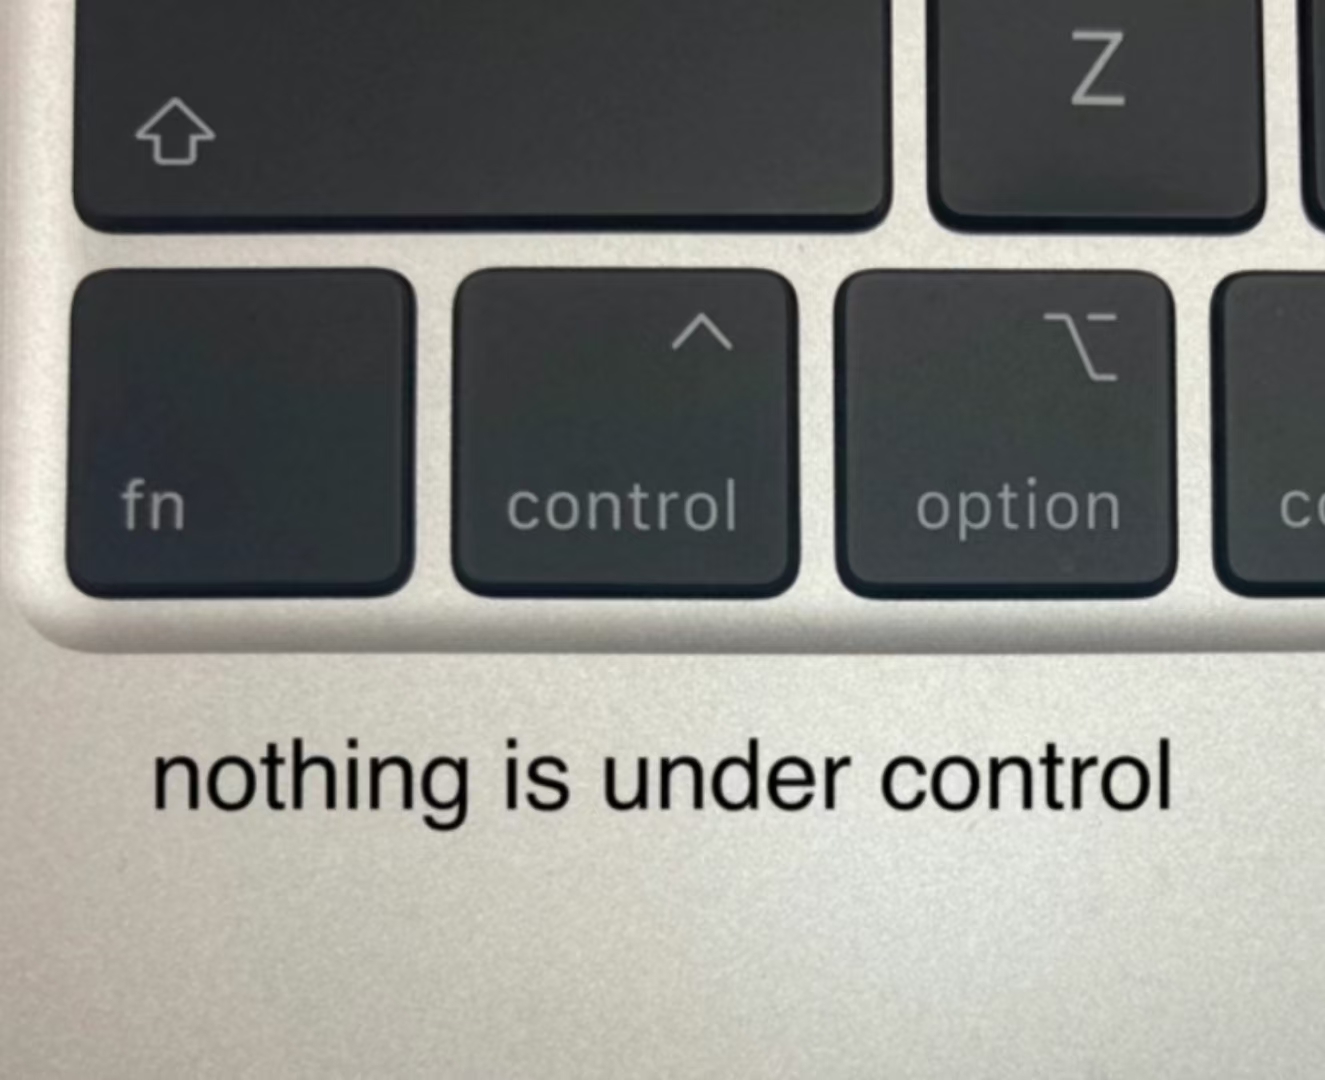 Z
fn
control
option
nothing is under control